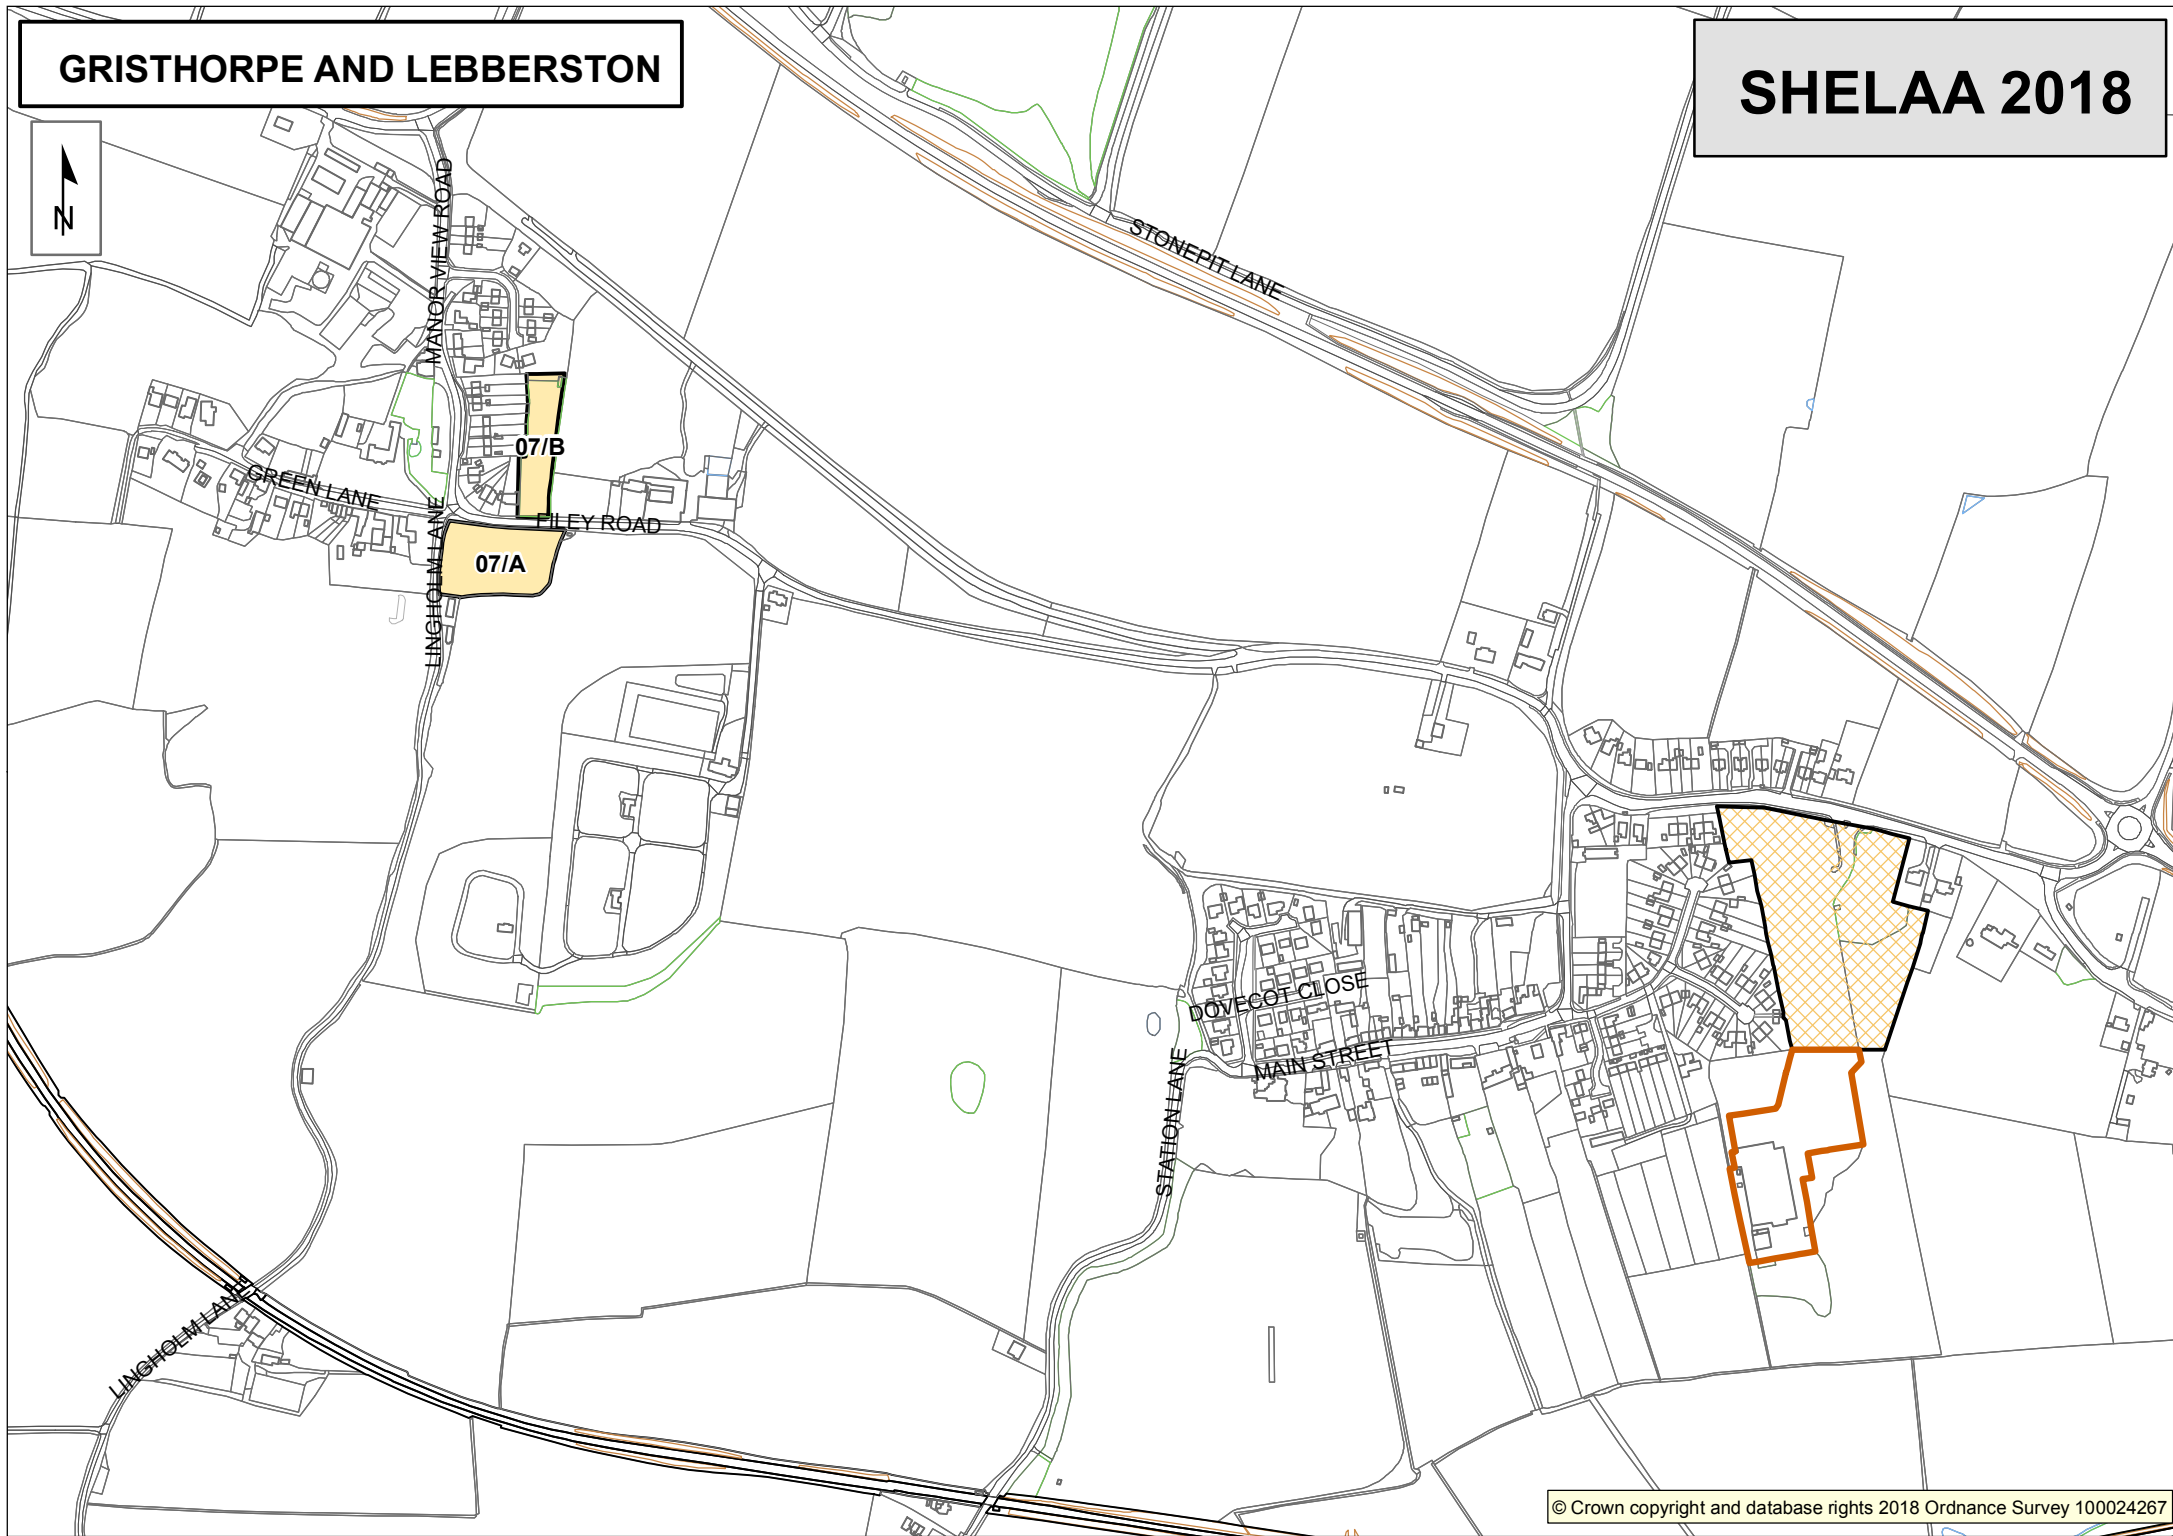 GRISTHORPE AND LEBBERSTON
SHELAA 2018
N
MANOR VIEW ROAD
STONEPIT LANE
07/B
GREEN LANE
LINGHOLM LANE
FILEY ROAD
07/A
DOVECOT CLOSE
MAIN STREET
STATION LANE
LINGHOLM LANE
© Crown copyright and database rights 2018 Ordnance Survey 100024267